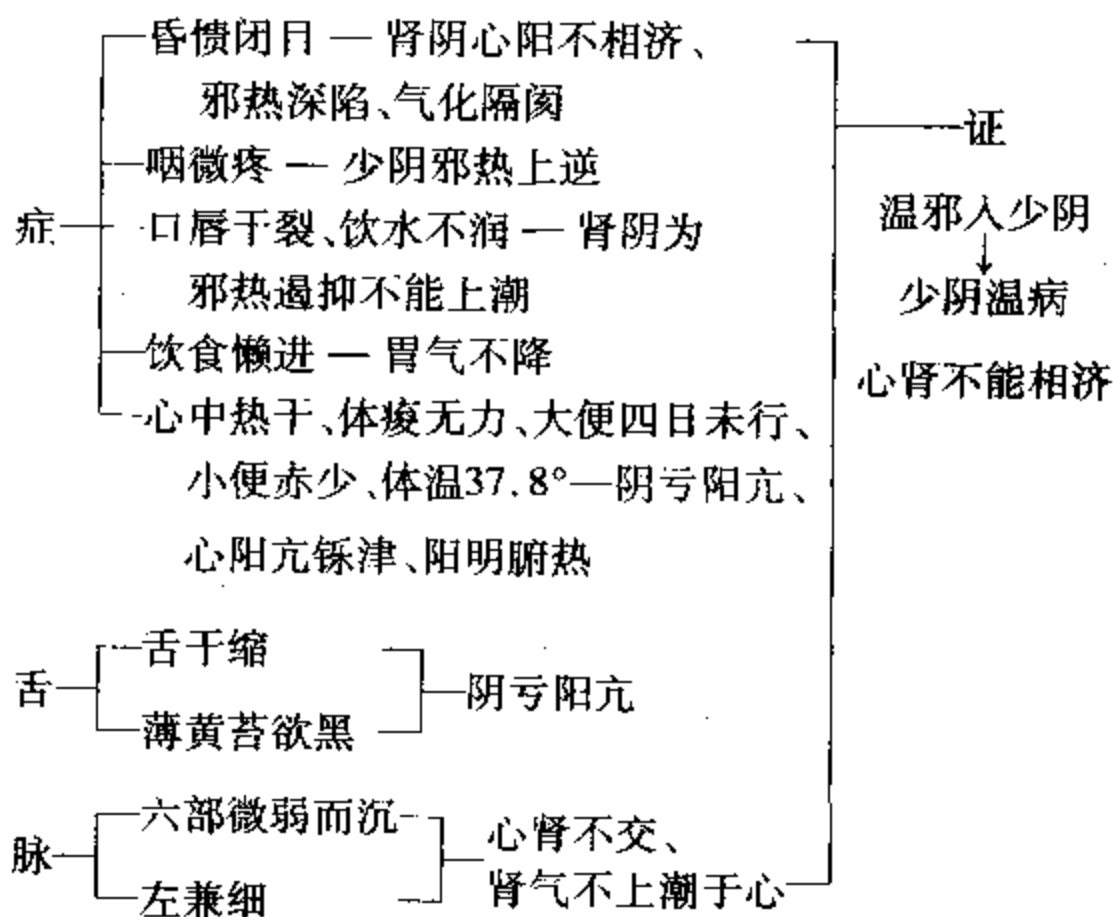 昏愦闭目 — 肾阴心阳不相济、
邪热深陷、气化隔阂
咽微疼 — 少阴邪热上逆
症
口唇干裂、饮水不润 — 肾阴为
邪热遏抑不能上潮
饮食懒进 — 胃气不降
心中热干、体痿无力、大便四日未行、
小便赤少、体温37.8°—阴亏阳亢、
心阳亢铄津、阳明腑热
舌
舌干缩
薄黄苔欲黑
阴亏阳亢
脉
六部微弱而沉
左兼细
心肾不交、
肾气不上潮于心
证
温邪入少阴
↓
少阴温病
心肾不能相济